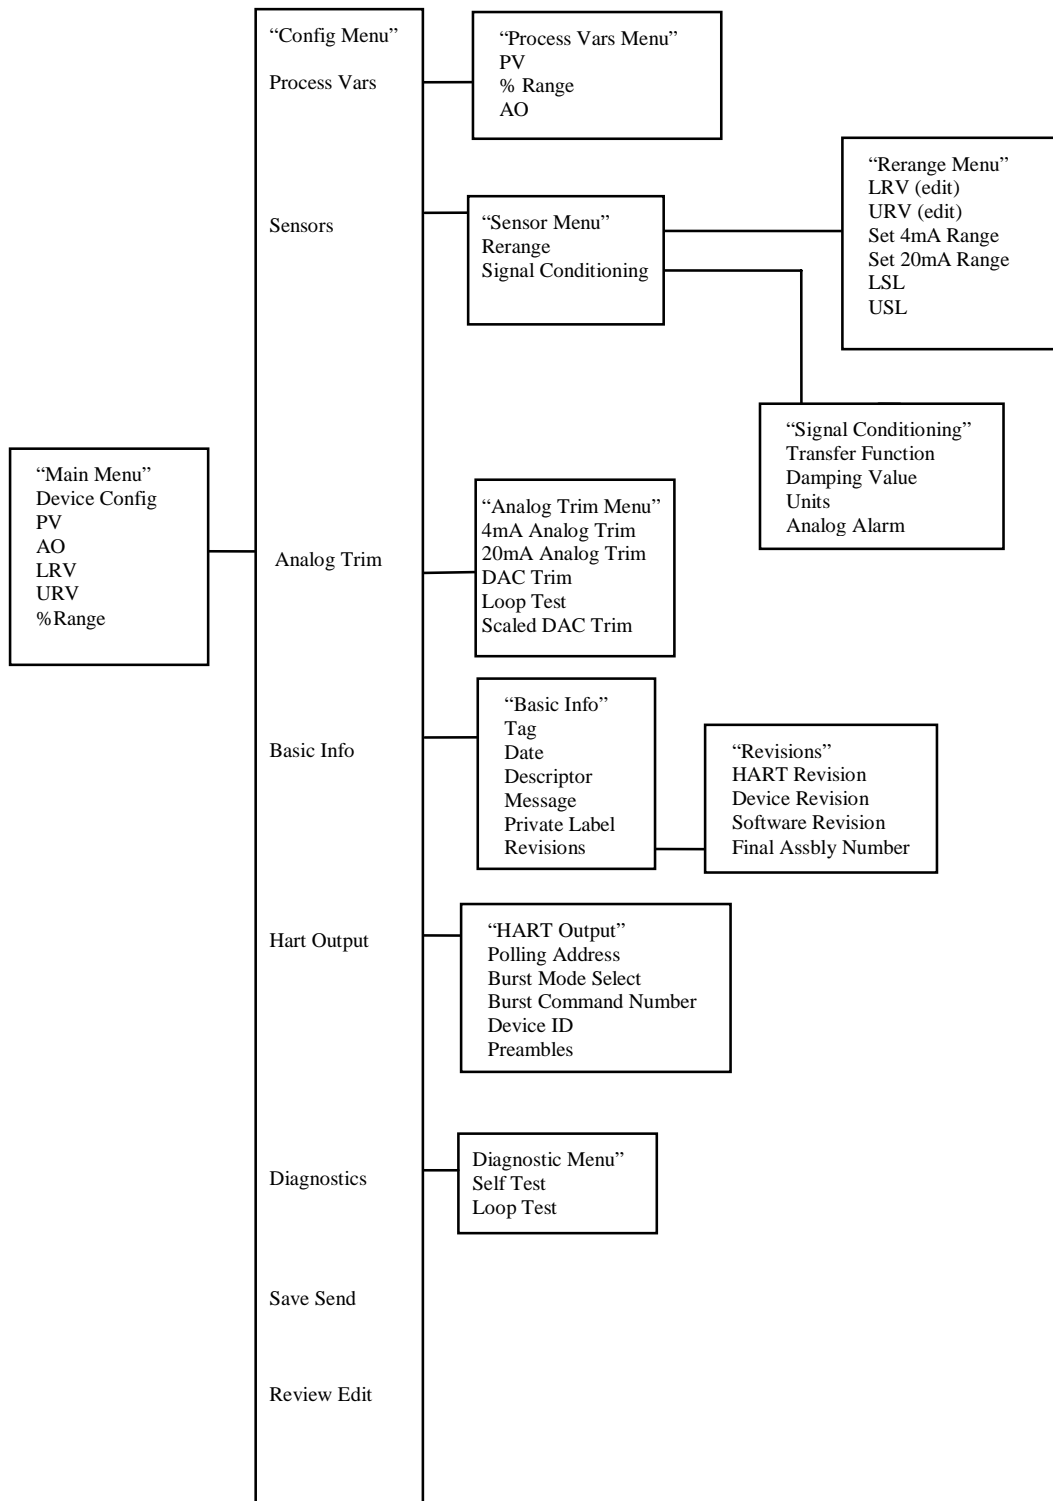 “Main Menu”
Device Config
PV
AO
LRV
URV
%Range
“Config Menu”
Process Vars
Sensors
Analog Trim
Basic Info
Hart Output
Diagnostics
Save Send
Review Edit
“Process Vars Menu”
PV
% Range
AO
“Sensor Menu”
Rerange
Signal Conditioning
“Rerange Menu”
LRV (edit)
URV (edit)
Set 4mA Range
Set 20mA Range
LSL
USL
“Signal Conditioning”
Transfer Function
Damping Value
Units
Analog Alarm
“Analog Trim Menu”
4mA Analog Trim
20mA Analog Trim
DAC Trim
Loop Test
Scaled DAC Trim
“Basic Info”
Tag
Date
Descriptor
Message
Private Label
Revisions
“Revisions”
HART Revision
Device Revision
Software Revision
Final Assbly Number
“HART Output”
Polling Address
Burst Mode Select
Burst Command Number
Device ID
Preambles
Diagnostic Menu”
Self Test
Loop Test